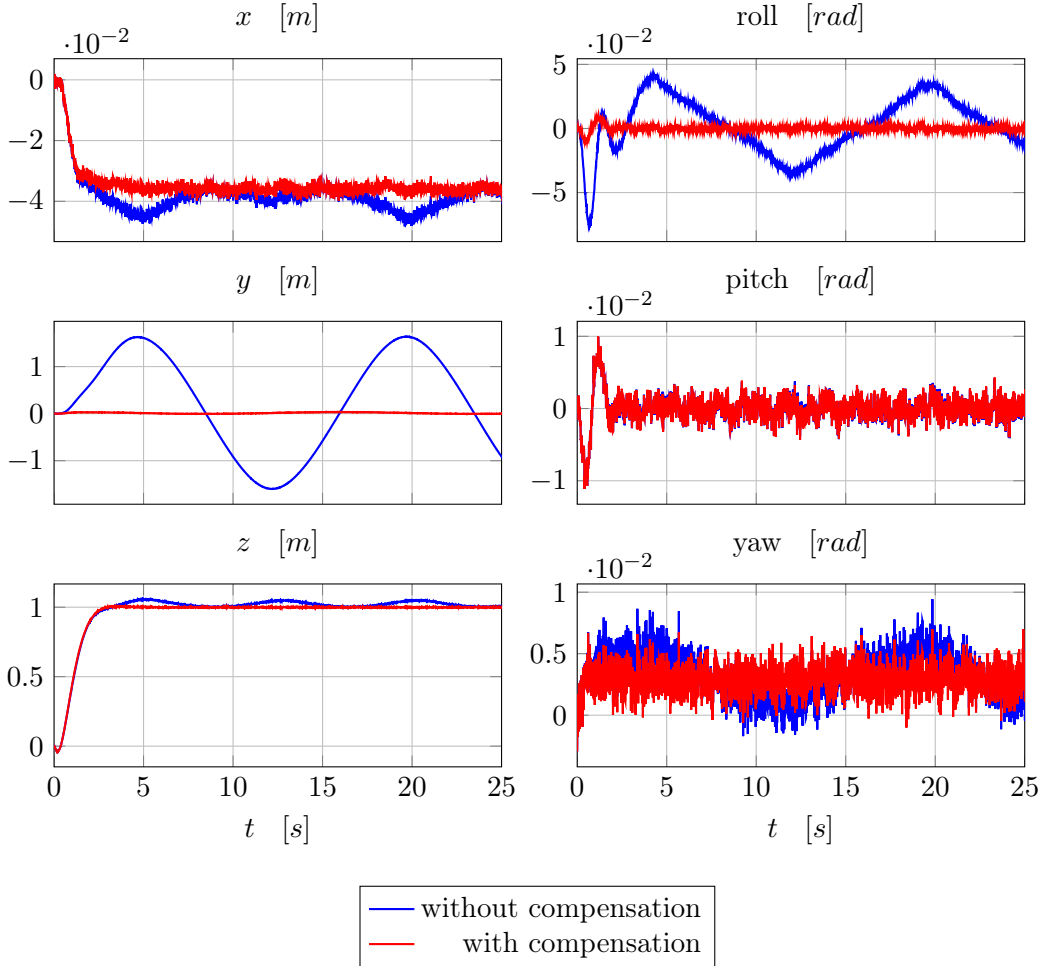 x [m]
·10⁻²
0
−2
−4
roll [rad]
·10⁻²
5
0
−5
y [m]
1
0
−1
pitch [rad]
·10⁻²
1
0
−1
z [m]
1
0.5
0
0 5 10 15 20 25
t [s]
yaw [rad]
·10⁻²
1
0.5
0
0 5 10 15 20 25
t [s]
without compensation
with compensation